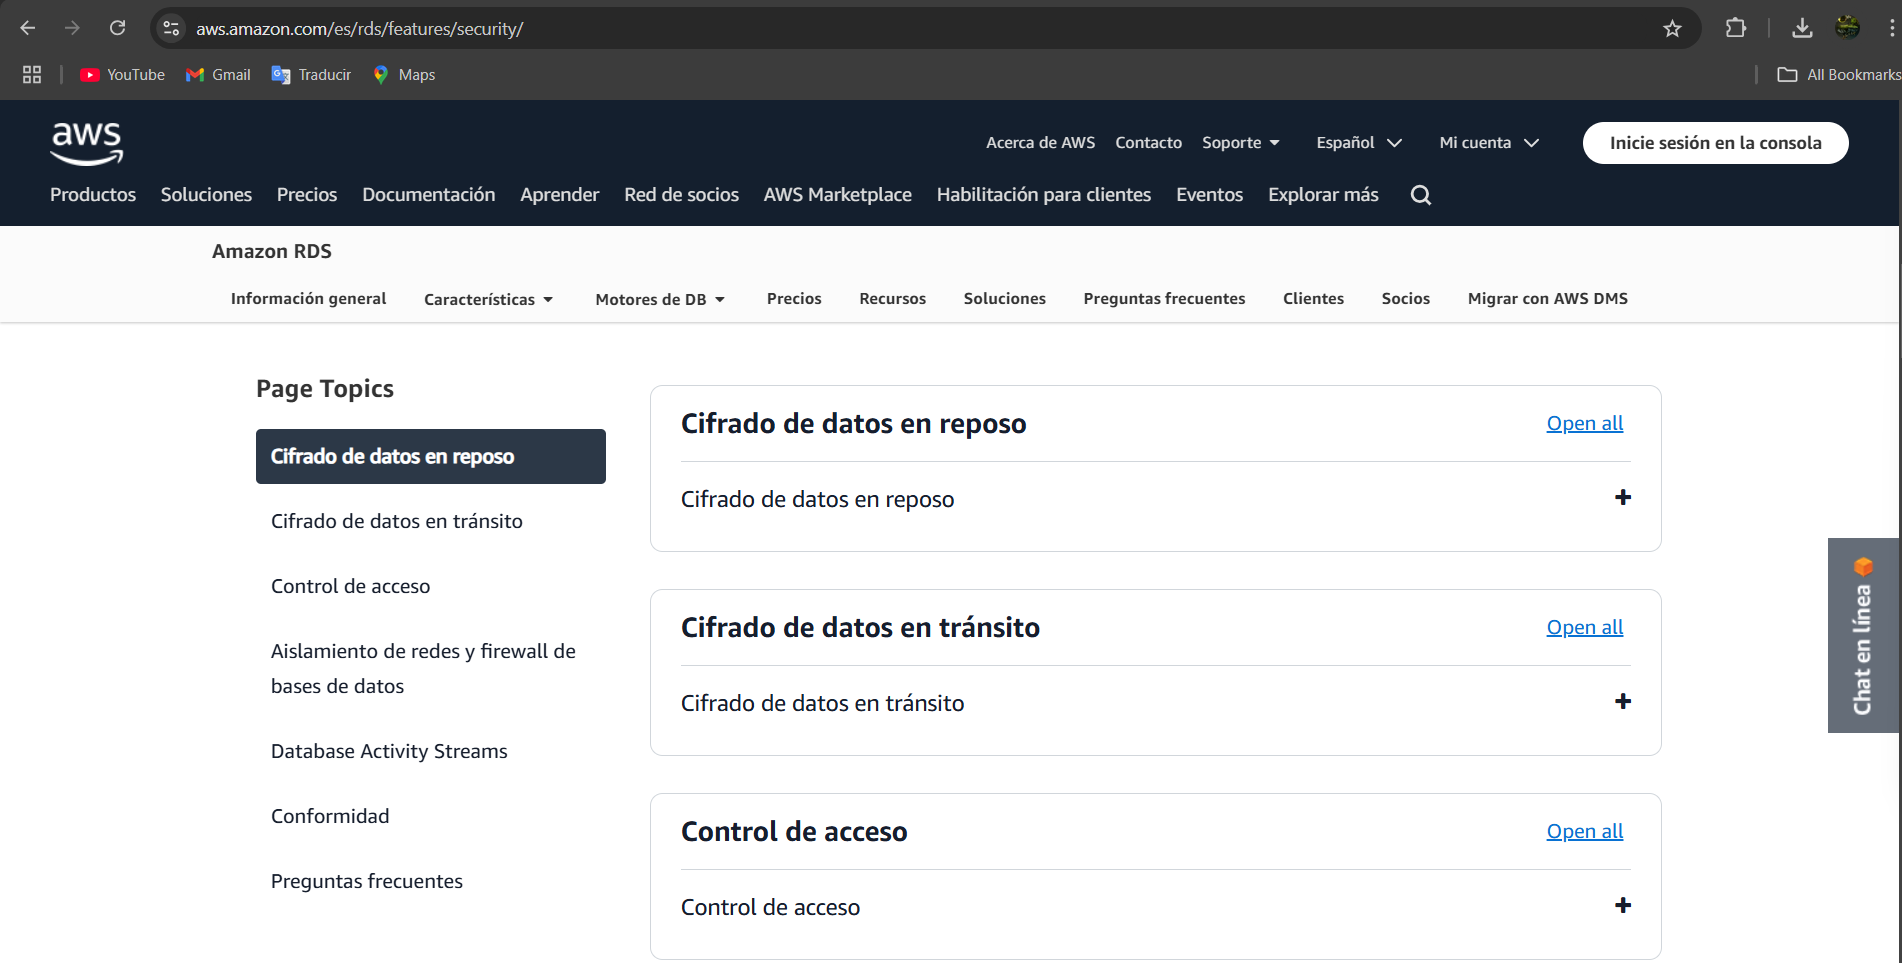 aws.amazon.com/es/rds/features/security/
YouTube
Gmail
Traducir
Maps
All Bookmarks
aws
Acerca de AWS
Contacto
Soporte
Español
Mi cuenta
Inicie sesión en la consola
Productos
Soluciones
Precios
Documentación
Aprender
Red de socios
AWS Marketplace
Habilitación para clientes
Eventos
Explorar más
Amazon RDS
Información general
Características
Motores de DB
Precios
Recursos
Soluciones
Preguntas frecuentes
Clientes
Socios
Migrar con AWS DMS
Page Topics
Cifrado de datos en reposo
Cifrado de datos en tránsito
Control de acceso
Aislamiento de redes y firewall de
bases de datos
Database Activity Streams
Conformidad
Preguntas frecuentes
Cifrado de datos en reposo
Open all
Cifrado de datos en reposo
Cifrado de datos en tránsito
Open all
Cifrado de datos en tránsito
Control de acceso
Open all
Control de acceso
Chat en línea